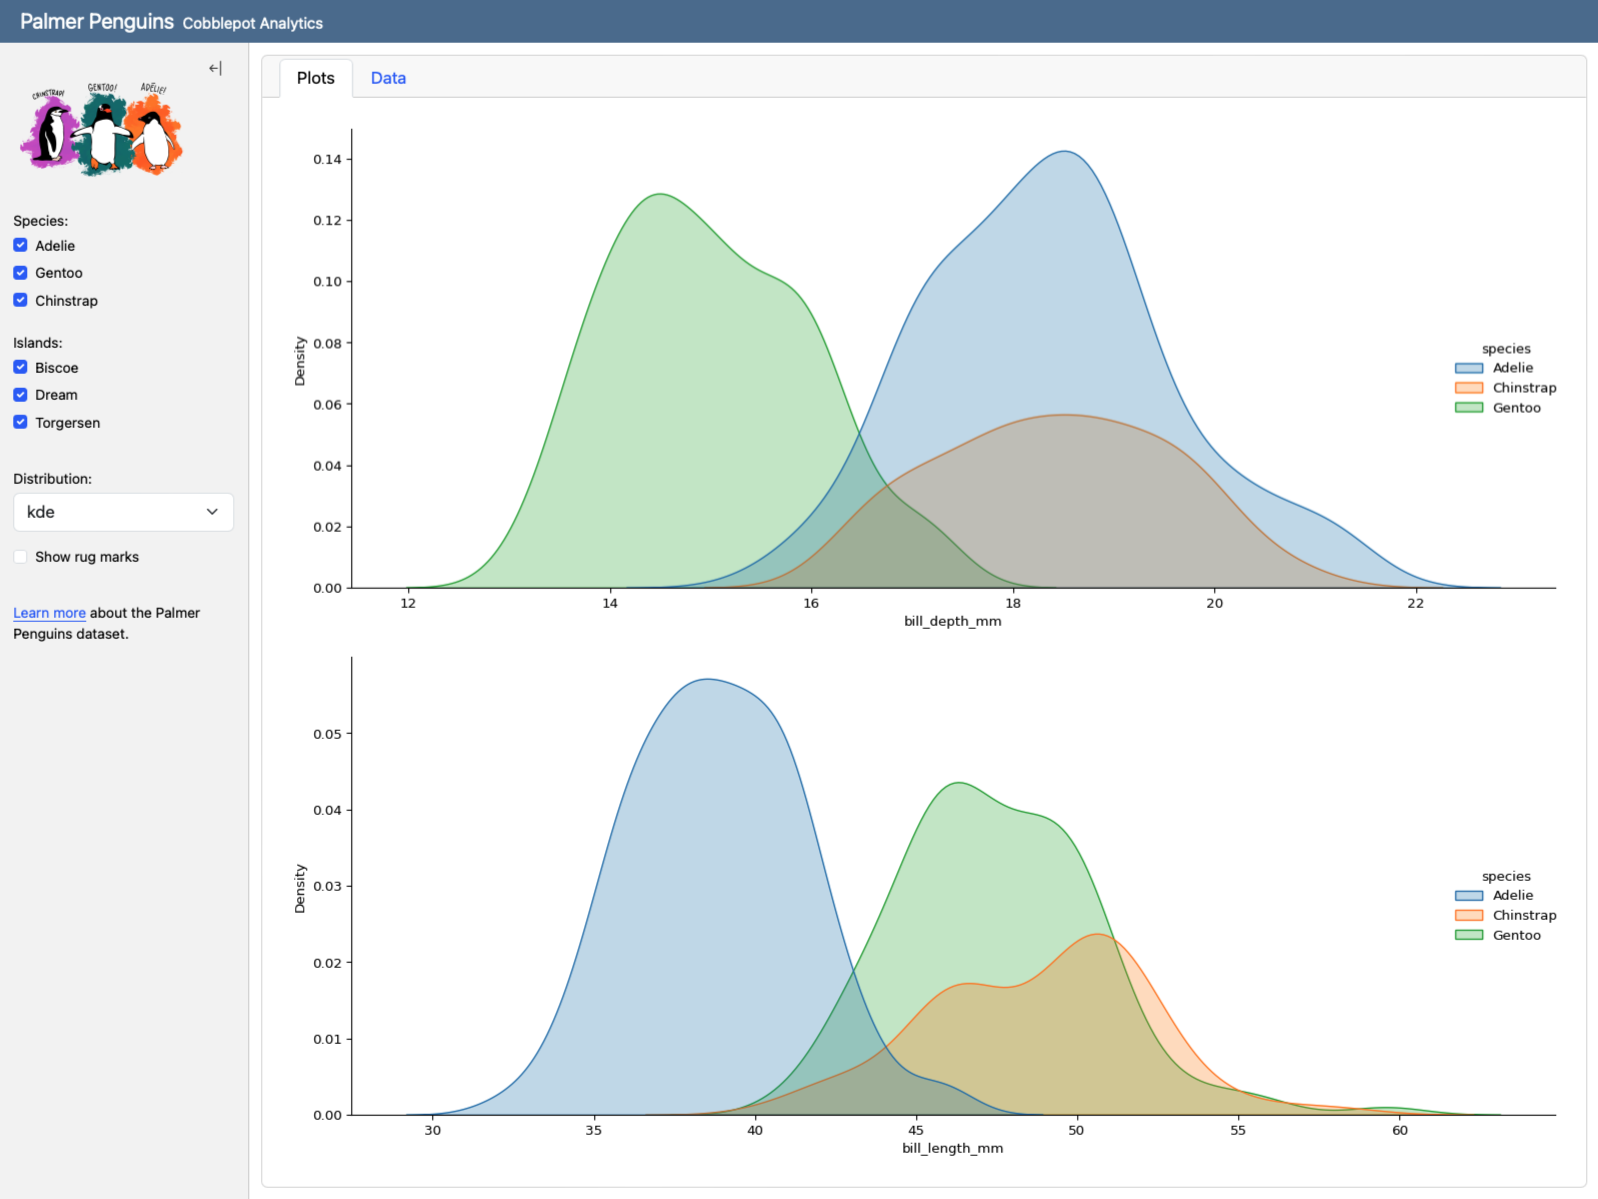 Palmer Penguins Cobblepot Analytics
CHINSTRAP! GENTOO! ADÉLIE!
Species:
Adelie
Gentoo
Chinstrap
Islands:
Biscoe
Dream
Torgersen
Distribution:
kde
Show rug marks
Learn more about the Palmer
Penguins dataset.
Plots Data
Density
0.14
0.12
0.10
0.08
0.06
0.04
0.02
0.00
12 14 16 18 20 22
bill_depth_mm
species
Adelie
Chinstrap
Gentoo
Density
0.05
0.04
0.03
0.02
0.01
0.00
30 35 40 45 50 55 60
bill_length_mm
species
Adelie
Chinstrap
Gentoo